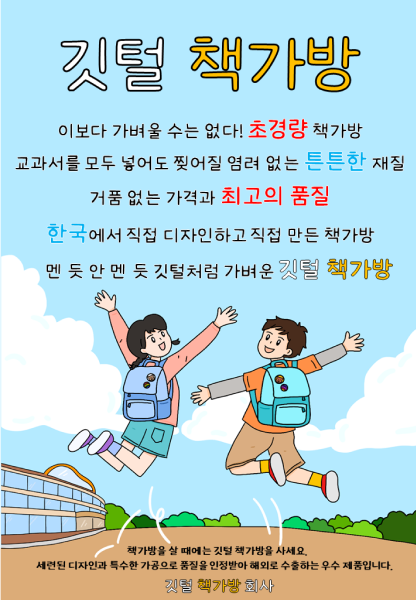 깃털 책가방
이보다 가벼울 수는 없다! 초경량 책가방
교과서를 모두 넣어도 찢어질 염려 없는 튼튼한 재질
거품 없는 가격과 최고의 품질
한국에서 직접 디자인하고 직접 만든 책가방
멘 듯 안 멘 듯 깃털처럼 가벼운 깃털 책가방
책가방을 살 때에는 깃털 책가방을 사세요.
세련된 디자인과 특수한 가공으로 품질을 인정받아 해외로 수출하는 우수 제품입니다.
깃털 책가방 회사